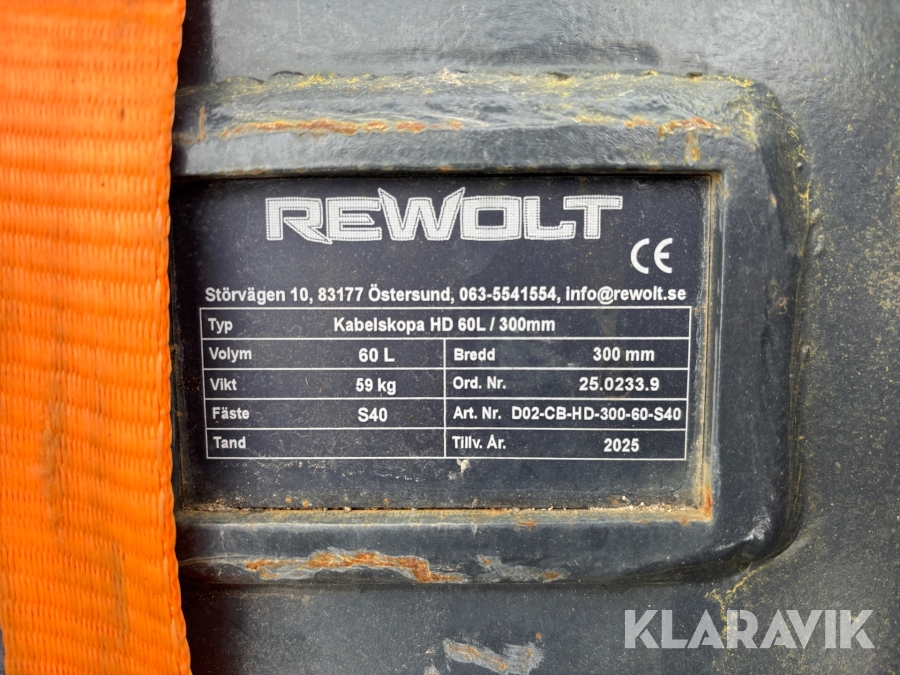 REWOLT
CE
Störvägen 10, 83177 Östersund, 063-5541554, info@rewolt.se
Typ Kabelskopa HD 60L / 300mm
Volym 60 L Bredd 300 mm
Vikt 59 kg Ord. Nr. 25.0233.9
Fäste S40 Art. Nr. D02-CB-HD-300-60-S40
Tand Tillv. År. 2025
KLARAVIK